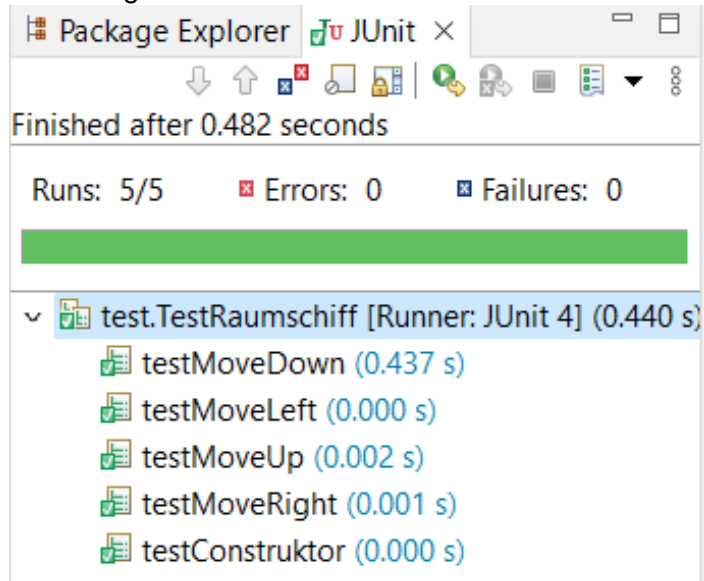 Package Explorer JUnit
Finished after 0.482 seconds
Runs: 5/5 Errors: 0 Failures: 0
test.TestRaumschiff [Runner: JUnit 4] (0.440 s)
testMoveDown (0.437 s)
testMoveLeft (0.000 s)
testMoveUp (0.002 s)
testMoveRight (0.001 s)
testConstruktor (0.000 s)